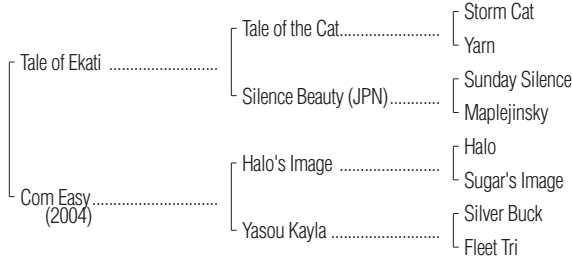 Storm Cat
Tale of the Cat.................
Yarn
Tale of Ekati ..........................
Sunday Silence
Silence Beauty (JPN)............
Maplejinsky
Halo
Halo's Image ........................
Sugar's Image
Com Easy..............................
(2004)
Silver Buck
Yasou Kayla ..........................
Fleet Tri